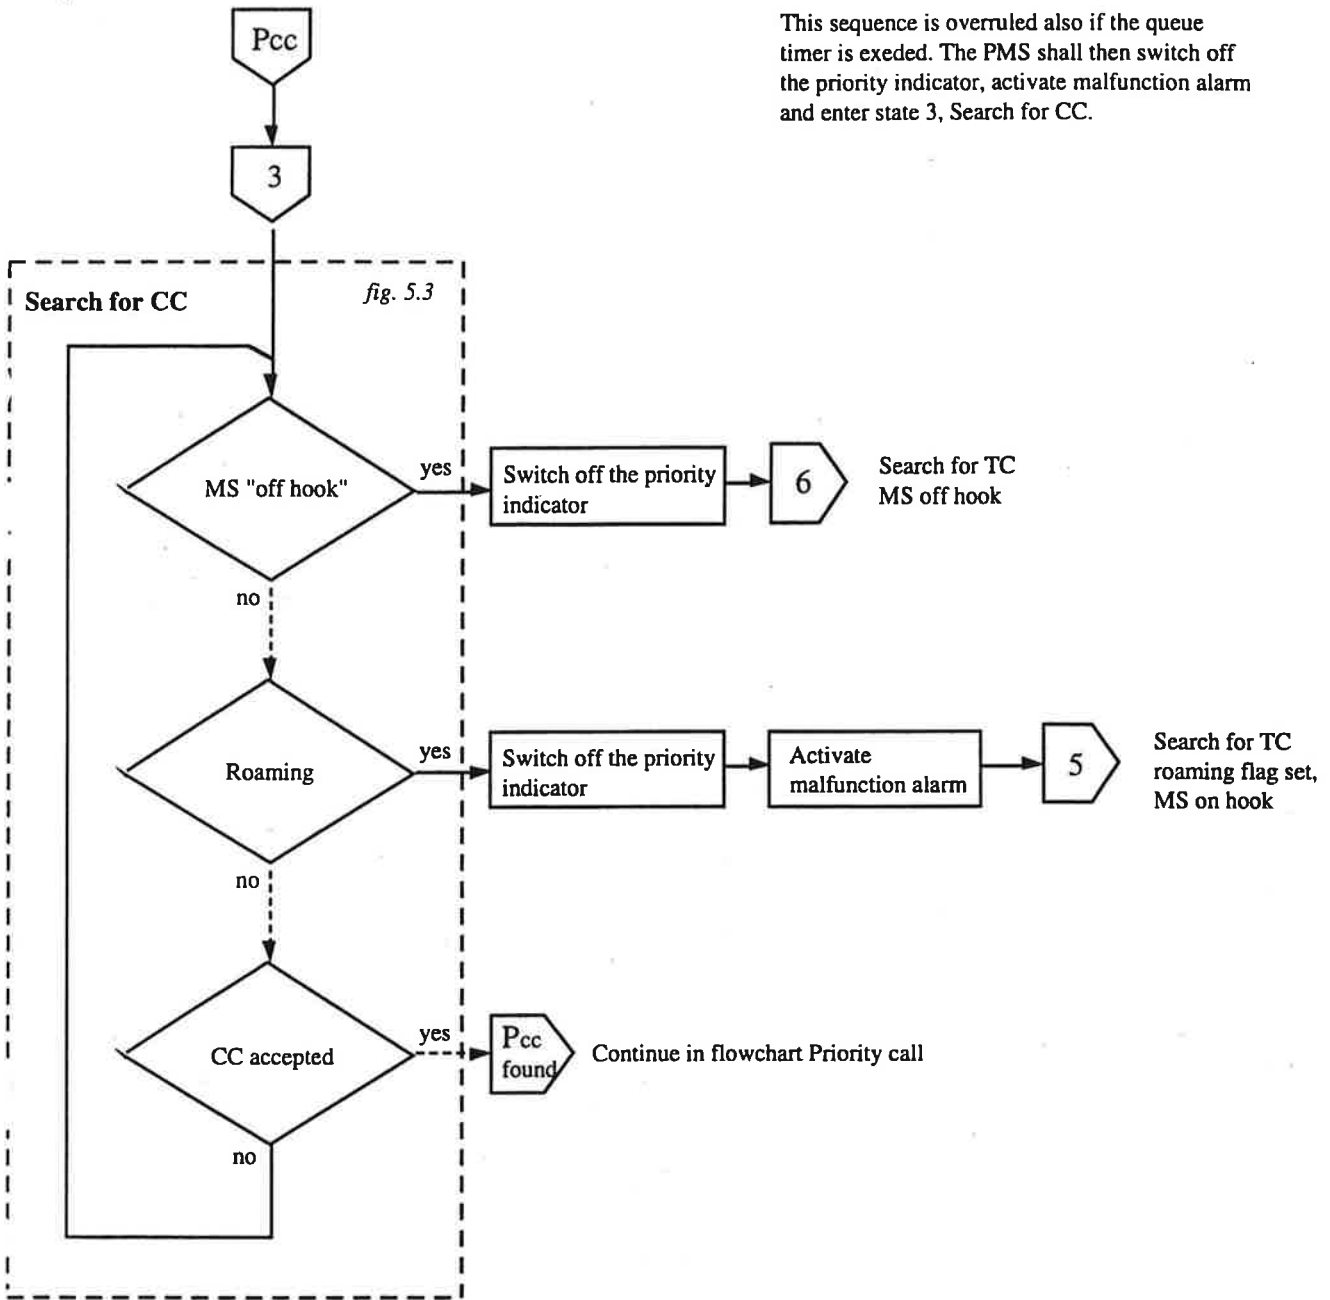 Pcc
This sequence is overruled also if the queue
timer is exeded. The PMS shall then switch off
the priority indicator, activate malfunction alarm
and enter state 3, Search for CC.
3
Search for CC
fig. 5.3
MS "off hook"
yes
Switch off the priority
indicator
6
Search for TC
MS off hook
no
Roaming
yes
Switch off the priority
indicator
Activate
malfunction alarm
5
Search for TC
roaming flag set,
MS on hook
no
CC accepted
yes
Pcc
found
Continue in flowchart Priority call
no